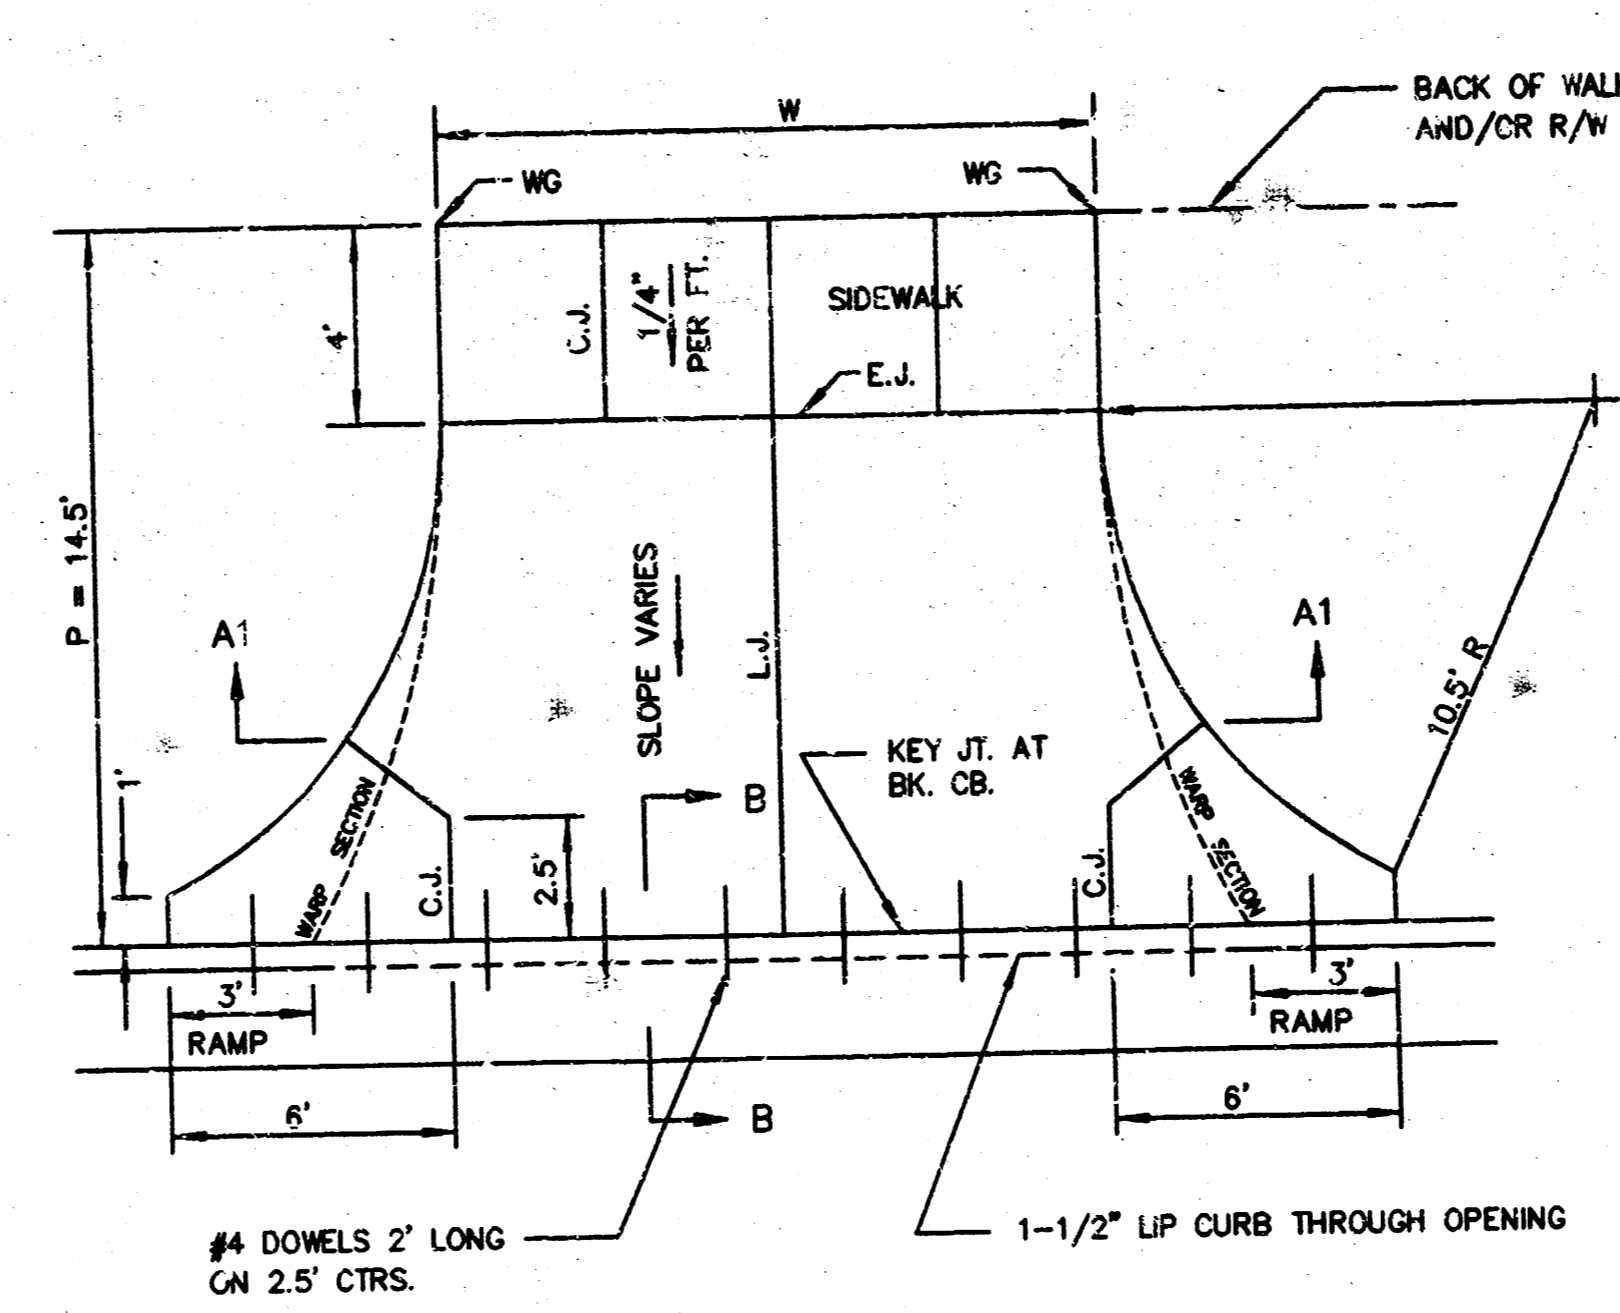 W
BACK OF WAL
AND/OR R/W
WG
WG
4'
C.J.
1/4"
PER FT.
SIDEWALK
E.J.
P = 14.5'
SLOPE VARIES
L.J.
A1
A1
10.5' R
1'
WARP SECTION
C.J.
2.5'
B
KEY JT. AT
BK. CB.
C.J.
WARP SECTION
3'
RAMP
3'
RAMP
6'
6'
B
#4 DOWELS 2' LONG
ON 2.5' CTRS.
1-1/2" LIP CURB THROUGH OPENING